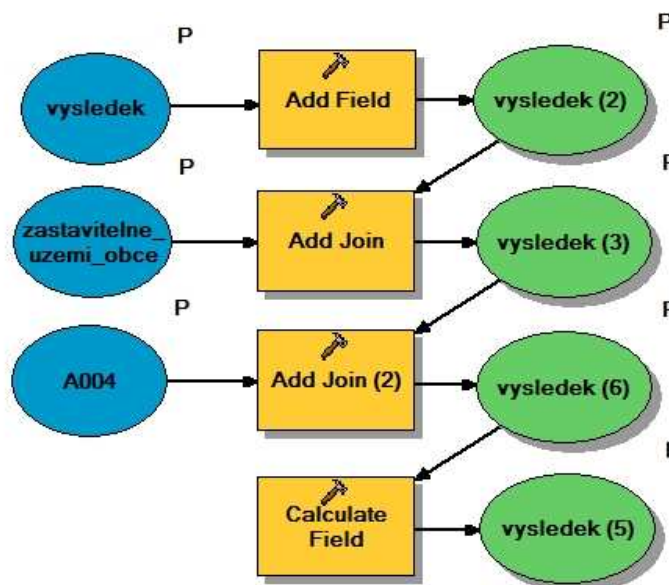 P
P
vysledek
Add Field
vysledek (2)
P
P
zastavitelne_
uzemi_obce
Add Join
vysledek (3)
P
A004
Add Join (2)
vysledek (6)
Calculate
Field
vysledek (5)